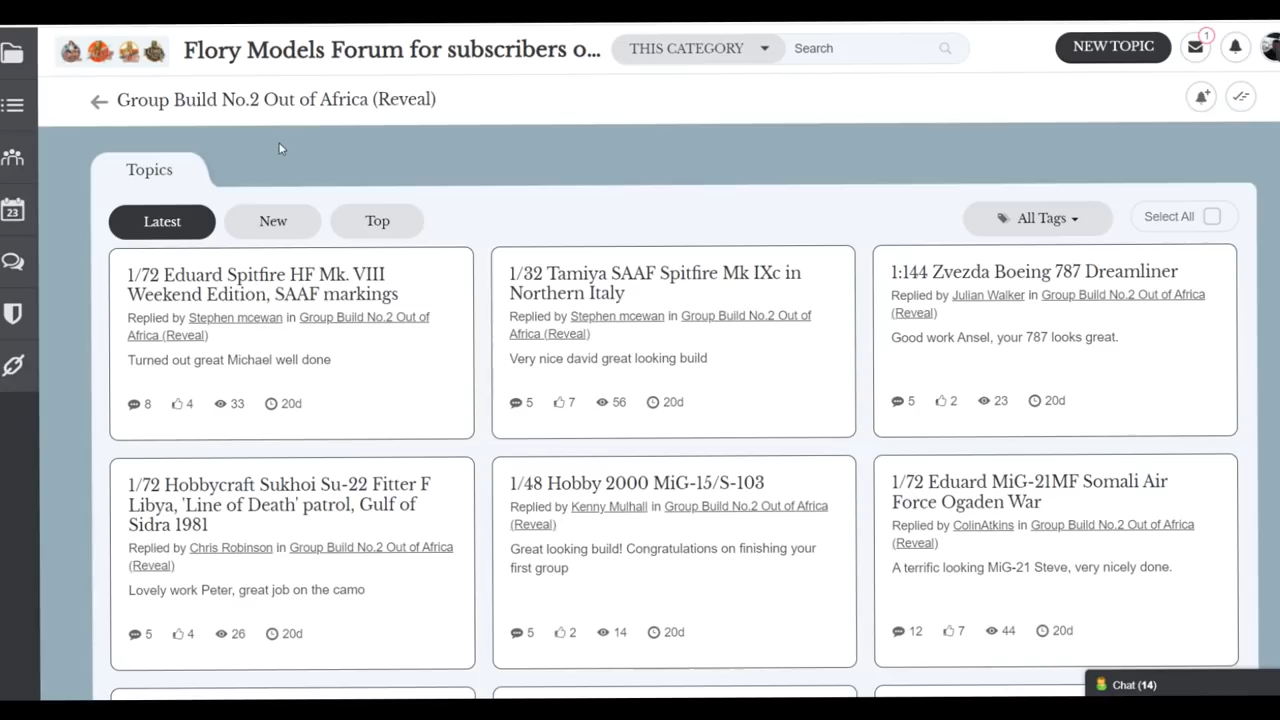 Flory Models Forum for subscribers o...
THIS CATEGORY
Search
NEW TOPIC
1
Group Build No.2 Out of Africa (Reveal)
23
Topics
Latest
New
Top
All Tags
Select All
1/72 Eduard Spitfire HF Mk. VIII
Weekend Edition, SAAF markings
Replied by Stephen mcewan in Group Build No.2 Out of
Africa (Reveal)
Turned out great Michael well done
8 4 33 20d
1/32 Tamiya SAAF Spitfire Mk IXc in
Northern Italy
Replied by Stephen mcewan in Group Build No.2 Out of
Africa (Reveal)
Very nice david great looking build
5 7 56 20d
1:144 Zvezda Boeing 787 Dreamliner
Replied by Julian Walker in Group Build No.2 Out of Africa
(Reveal)
Good work Ansel, your 787 looks great.
5 2 23 20d
1/72 Hobbycraft Sukhoi Su-22 Fitter F
Libya, 'Line of Death' patrol, Gulf of
Sidra 1981
Replied by Chris Robinson in Group Build No.2 Out of Africa
(Reveal)
Lovely work Peter, great job on the camo
5 4 26 20d
1/48 Hobby 2000 MiG-15/S-103
Replied by Kenny Mulhall in Group Build No.2 Out of Africa
(Reveal)
Great looking build! Congratulations on finishing your
first group
5 2 14 20d
1/72 Eduard MiG-21MF Somali Air
Force Ogaden War
Replied by ColinAtkins in Group Build No.2 Out of Africa
(Reveal)
A terrific looking MiG-21 Steve, very nicely done.
12 7 44 20d
Chat (14)